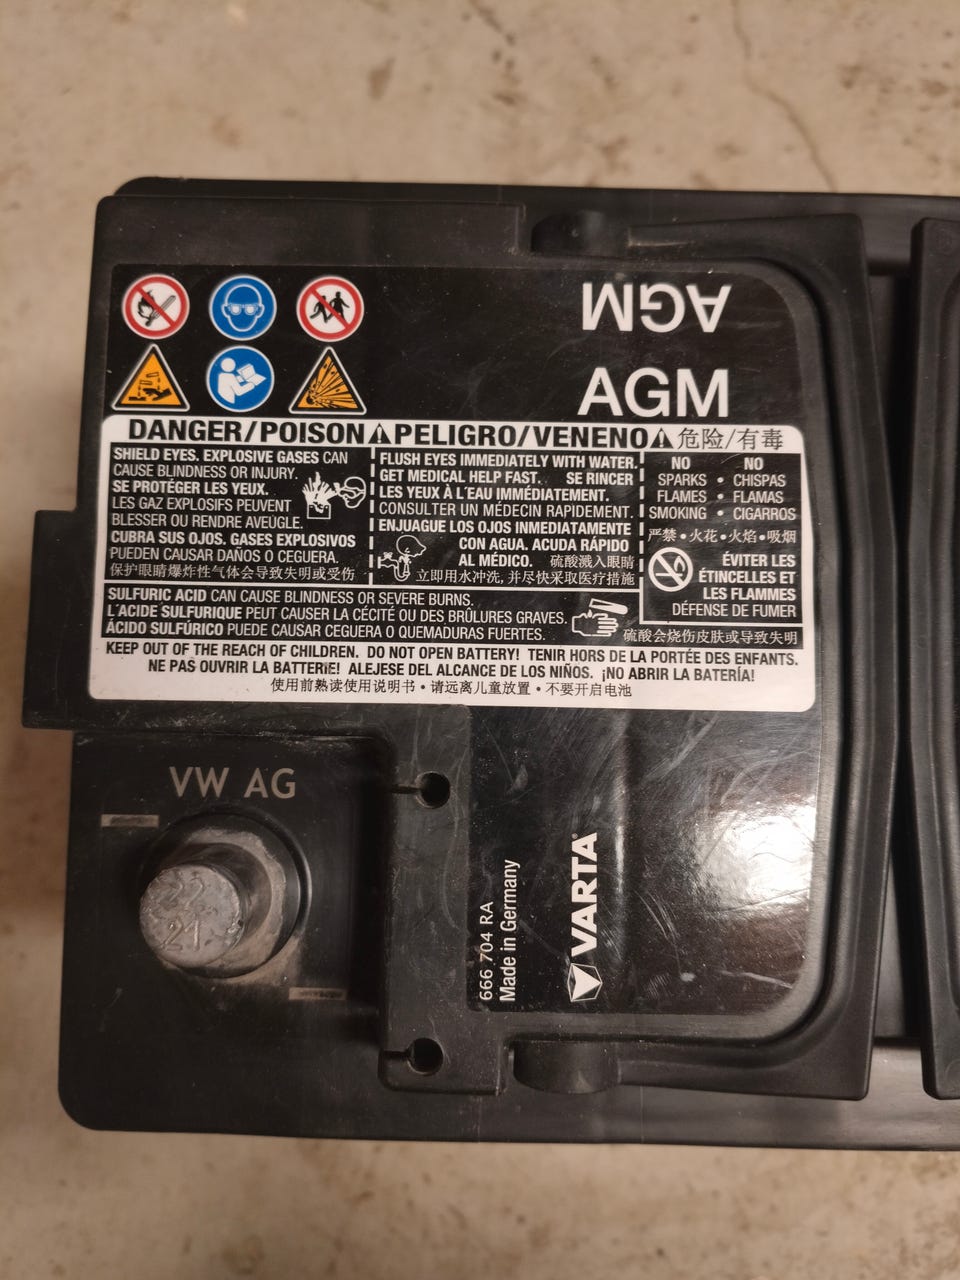 AGM
AGM
DANGER/POISON⚠PELIGRO/VENENO⚠危险/有毒
SHIELD EYES. EXPLOSIVE GASES CAN
CAUSE BLINDNESS OR INJURY.
SE PROTÉGER LES YEUX.
LES GAZ EXPLOSIFS PEUVENT
BLESSER OU RENDRE AVEUGLE.
CUBRA SUS OJOS. GASES EXPLOSIVOS
PUEDEN CAUSAR DAÑOS O CEGUERA.
保护眼睛爆炸性气体会导致失明或受伤
FLUSH EYES IMMEDIATELY WITH WATER.
GET MEDICAL HELP FAST. SE RINCER
LES YEUX À L'EAU IMMÉDIATEMENT.
CONSULTER UN MÉDECIN RAPIDEMENT.
ENJUAGUE LOS OJOS INMEDIATAMENTE
CON AGUA. ACUDA RÁPIDO
AL MÉDICO. 硫酸溅入眼睛
立即用水冲洗, 并尽快采取医疗措施
NO NO
SPARKS • CHISPAS
FLAMES • FLAMAS
SMOKING • CIGARROS
严禁•火花•火焰•吸烟
ÉVITER LES
ÉTINCELLES ET
LES FLAMMES
DÉFENSE DE FUMER
SULFURIC ACID CAN CAUSE BLINDNESS OR SEVERE BURNS.
L'ACIDE SULFURIQUE PEUT CAUSER LA CÉCITÉ OU DES BRÛLURES GRAVES.
ÁCIDO SULFÚRICO PUEDE CAUSAR CEGUERA O QUEMADURAS FUERTES.
硫酸会烧伤皮肤或导致失明
KEEP OUT OF THE REACH OF CHILDREN. DO NOT OPEN BATTERY! TENIR HORS DE LA PORTÉE DES ENFANTS.
NE PAS OUVRIR LA BATTERIE! ALEJESE DEL ALCANCE DE LOS NIÑOS. ¡NO ABRIR LA BATERÍA!
使用前熟读使用说明书•请远离儿童放置•不要开启电池
VW AG
22
21
666 704 RA
Made in Germany
VARTA®